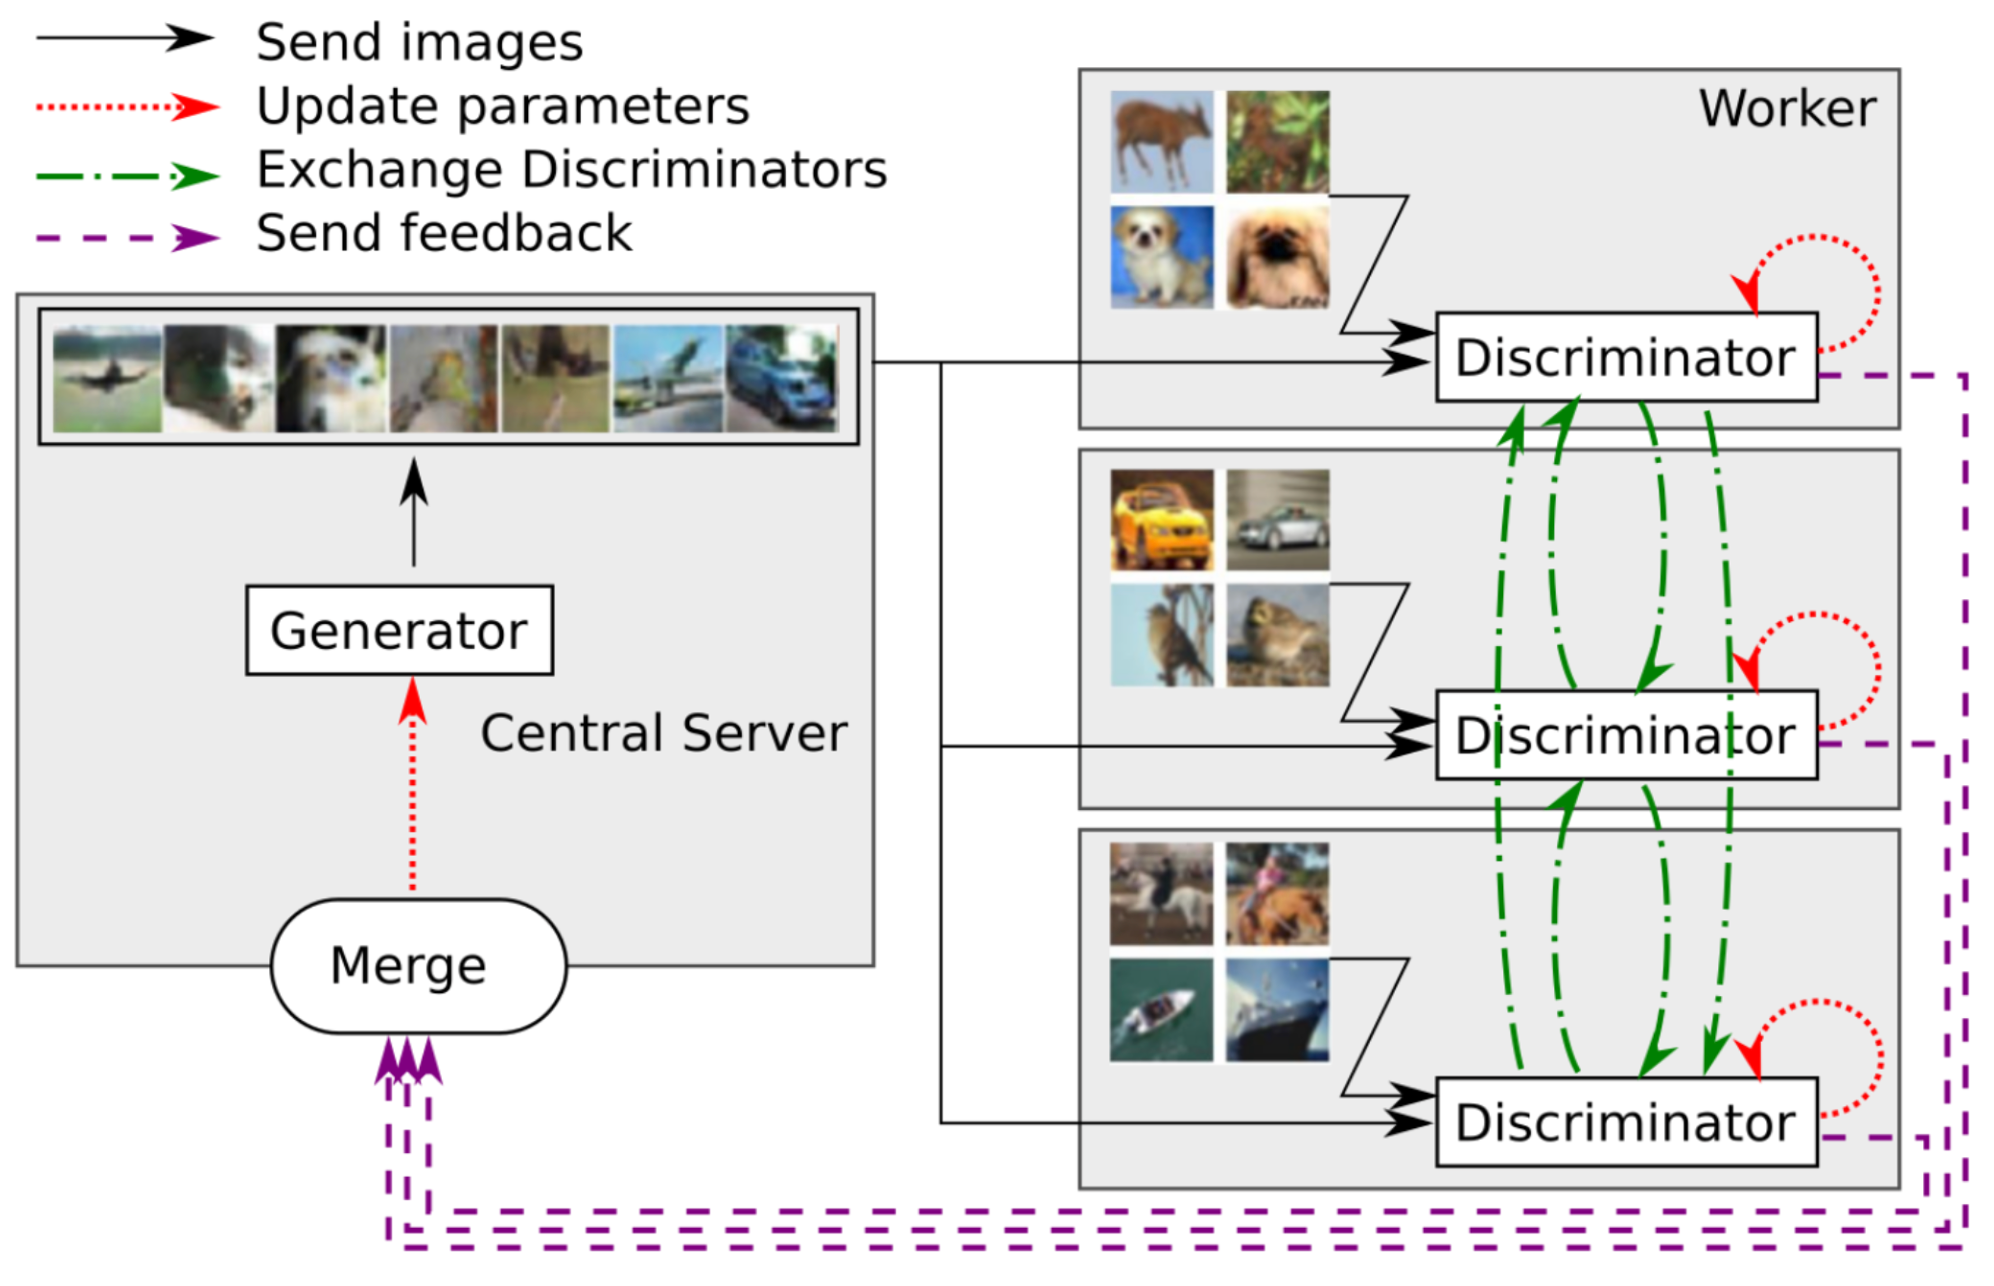 Send images
Update parameters
Exchange Discriminators
Send feedback
Worker
Discriminator
Generator
Central Server
Discriminator
Merge
Discriminator